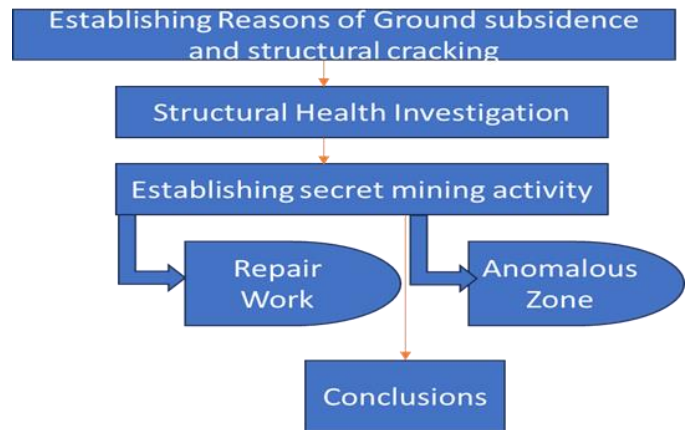 Establishing Reasons of Ground subsidence
and structural cracking
Structural Health Investigation
Establishing secret mining activity
Repair
Work
Anomalous
Zone
Conclusions